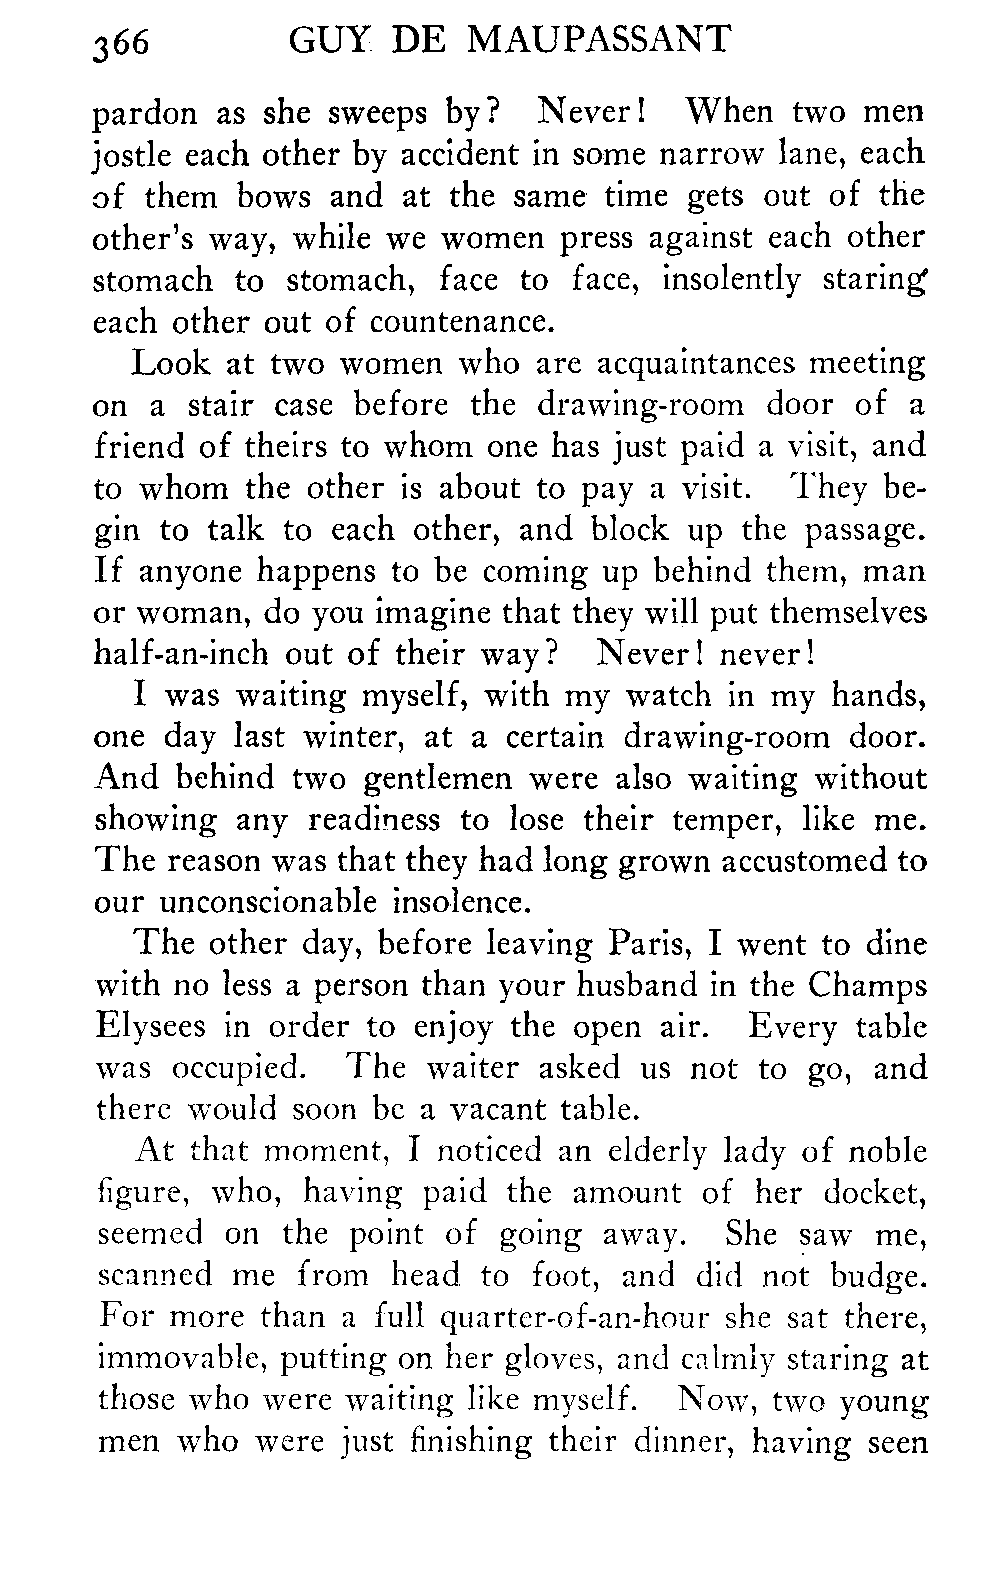 366 GUY DE MAUPASSANT
pardon as she sweeps by? Never! When two men
jostle each other by accident in some narrow lane, each
of them bows and at the same time gets out of the
other's way, while we women press against each other
stomach to stomach, face to face, insolently staring
each other out of countenance.
Look at two women who are acquaintances meeting
on a stair case before the drawing-room door of a
friend of theirs to whom one has just paid a visit, and
to whom the other is about to pay a visit. They be-
gin to talk to each other, and block up the passage.
If anyone happens to be coming up behind them, man
or woman, do you imagine that they will put themselves
half-an-inch out of their way? Never! never!
I was waiting myself, with my watch in my hands,
one day last winter, at a certain drawing-room door.
And behind two gentlemen were also waiting without
showing any readiness to lose their temper, like me.
The reason was that they had long grown accustomed to
our unconscionable insolence.
The other day, before leaving Paris, I went to dine
with no less a person than your husband in the Champs
Elysees in order to enjoy the open air. Every table
was occupied. The waiter asked us not to go, and
there would soon be a vacant table.
At that moment, I noticed an elderly lady of noble
figure, who, having paid the amount of her docket,
seemed on the point of going away. She saw me,
scanned me from head to foot, and did not budge.
For more than a full quarter-of-an-hour she sat there,
immovable, putting on her gloves, and calmly staring at
those who were waiting like myself. Now, two young
men who were just finishing their dinner, having seen